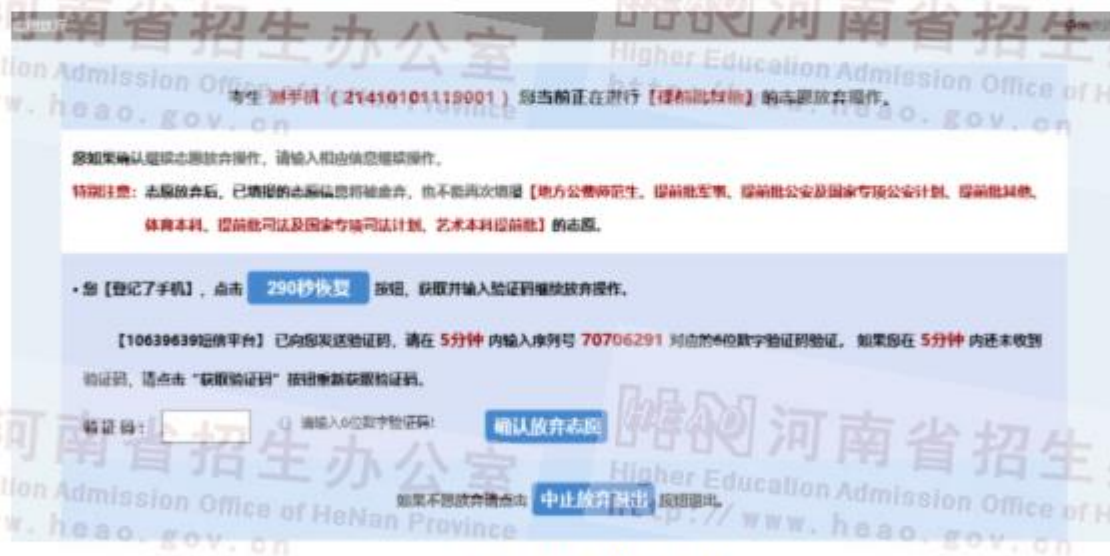 考生 测手机 ( 21410101119001 ) 您当前正在进行【提前批其他】的志愿放弃操作。
您如果确认继续志愿放弃操作，请输入相应信息继续操作。
特别注意：志愿放弃后，已填报的志愿信息将被废弃，也不能再次填报【地方公费师范生、提前批军事、提前批公安及国家专项公安计划、提前批其他、
体育本科、提前批司法及国家专项司法计划、艺术本科提前批】的志愿。
• 您【登记了手机】，点击 290秒恢复 按钮，获取并输入验证码继续放弃操作。
【10639639短信平台】已向您发送验证码，请在 5分钟 内输入序列号 70706291 对应的6位数字验证码验证。如果您在 5分钟 内还未收到
验证码，请点击 “获取验证码” 按钮重新获取验证码。
验证码： 请输入6位数字验证码! 确认放弃志愿
如果不想放弃请点击 中止放弃退出 按钮退出。
河南省招生办公室
Higher Education Admission Office of HeNan Province
http://www.heao.gov.cn